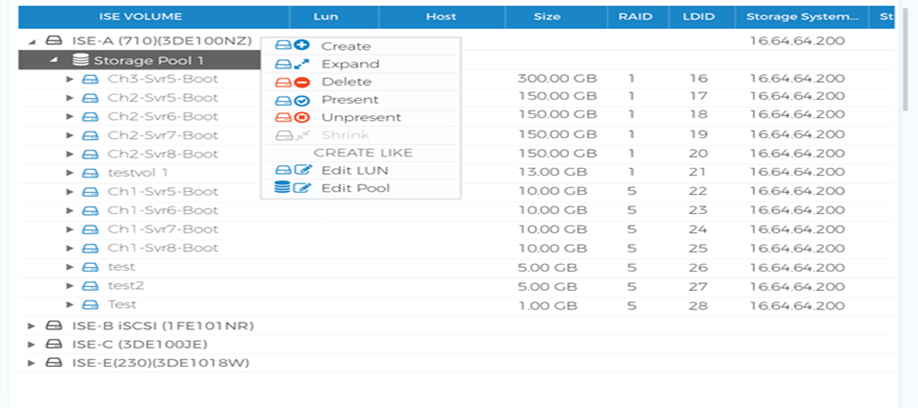 ISE VOLUME Lun Host Size RAID LDID Storage System... St
ISE-A (710)(3DE100NZ) 16.64.64.200
Storage Pool 1
Create
Expand
Delete
Present
Unpresent
Shrink
CREATE LIKE
Edit LUN
Edit Pool
Ch3-Svr5-Boot 300.00 GB 1 16 16.64.64.200
Ch2-Svr5-Boot 150.00 GB 1 17 16.64.64.200
Ch2-Svr6-Boot 150.00 GB 1 18 16.64.64.200
Ch2-Svr7-Boot 150.00 GB 1 19 16.64.64.200
Ch2-Svr8-Boot 150.00 GB 1 20 16.64.64.200
testvol 1 13.00 GB 1 21 16.64.64.200
Ch1-Svr5-Boot 10.00 GB 5 22 16.64.64.200
Ch1-Svr6-Boot 10.00 GB 5 23 16.64.64.200
Ch1-Svr7-Boot 10.00 GB 5 24 16.64.64.200
Ch1-Svr8-Boot 10.00 GB 5 25 16.64.64.200
test 5.00 GB 5 26 16.64.64.200
test2 5.00 GB 5 27 16.64.64.200
Test 1.00 GB 5 28 16.64.64.200
ISE-B iSCSI (1FE101NR)
ISE-C (3DE100JE)
ISE-E(230)(3DE1018W)